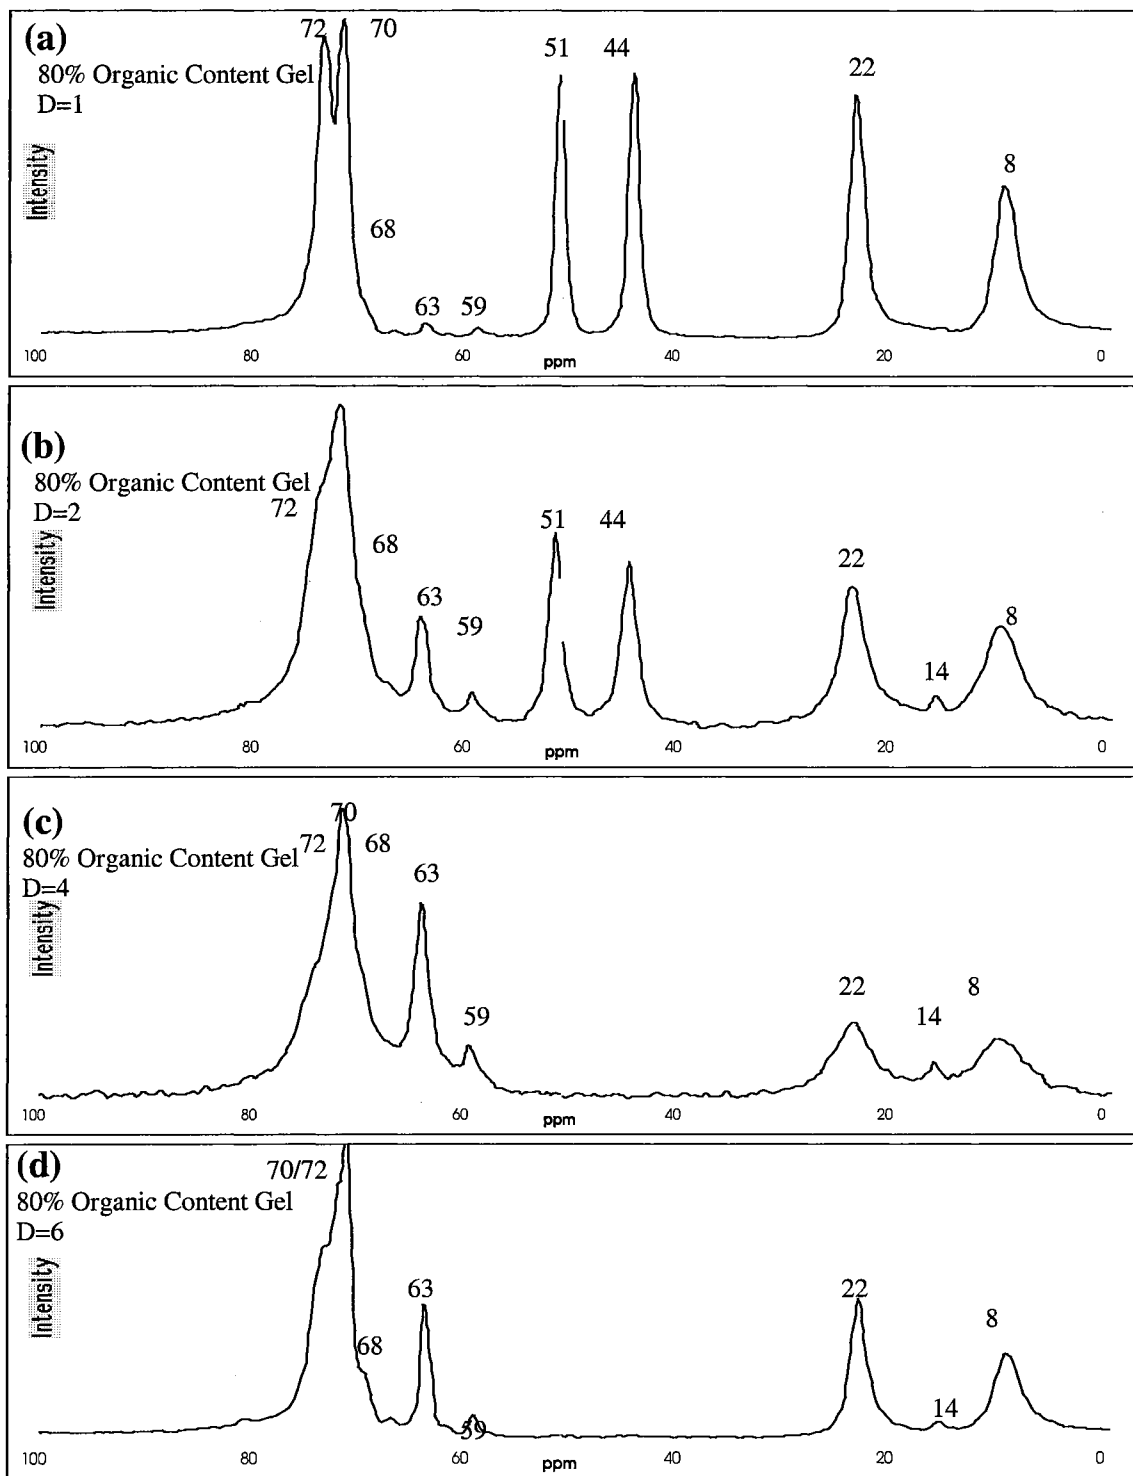 (a)
72 70
80% Organic Content Gel
D=1
51 44
22
8
Intensity
68
63 59
100 80 60 ppm 40 20 0
(b)
80% Organic Content Gel
D=2
72
68
51 44
22
Intensity
63
59
14
8
100 80 60 ppm 40 20 0
(c)
70
72 68
80% Organic Content Gel
D=4
63
Intensity
59
22
14
8
100 80 60 ppm 40 20 0
(d)
70/72
80% Organic Content Gel
D=6
Intensity
68
63
59
22
14
8
100 80 60 ppm 40 20 0